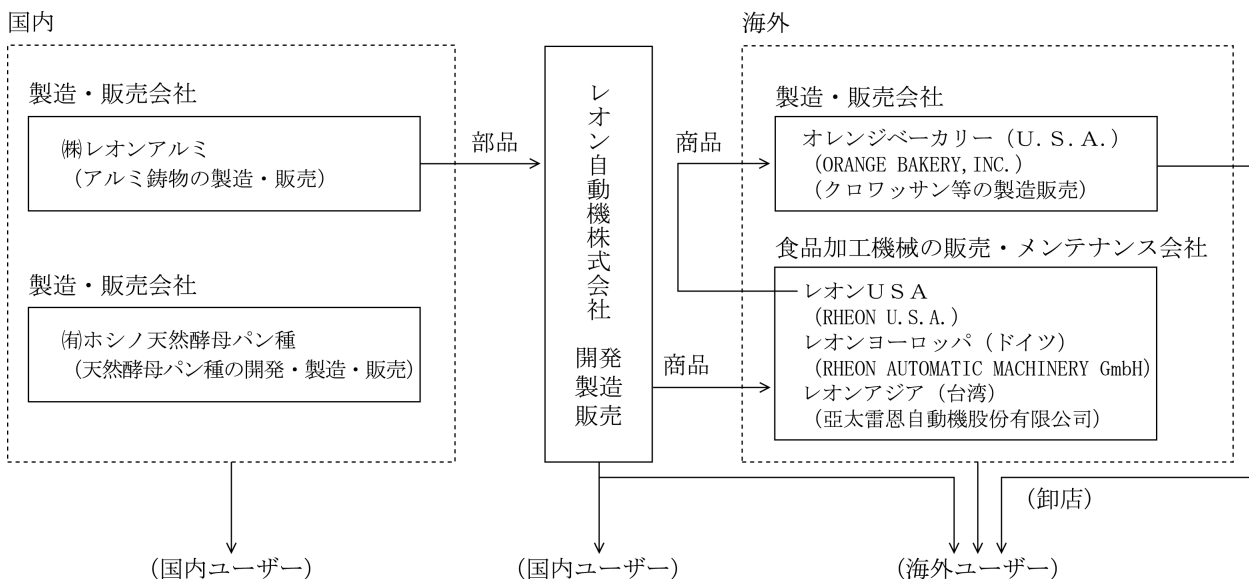 国内
製造・販売会社
㈱レオンアルミ
（アルミ鋳物の製造・販売）
製造・販売会社
㈲ホシノ天然酵母パン種
（天然酵母パン種の開発・製造・販売）
部品
レオン自動機株式会社
開発
製造
販売
商品
商品
海外
製造・販売会社
オレンジベーカリー（Ｕ．Ｓ．Ａ．）
（ORANGE BAKERY,INC.）
（クロワッサン等の製造販売）
食品加工機械の販売・メンテナンス会社
レオンＵＳＡ
（RHEON U.S.A.）
レオンヨーロッパ（ドイツ）
（RHEON AUTOMATIC MACHINERY GmbH）
レオンアジア（台湾）
（亞太雷恩自動機股份有限公司）
（卸店）
（国内ユーザー）
（国内ユーザー）
（海外ユーザー）